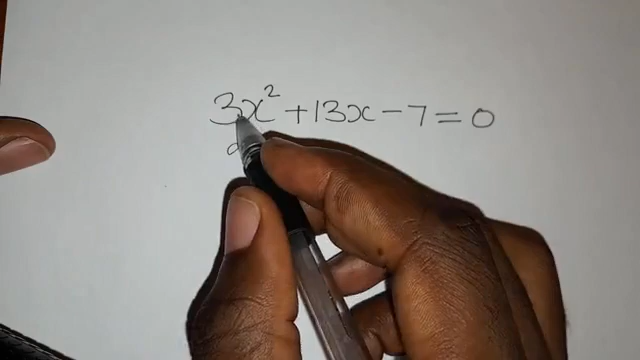 3x² + 13x - 7 = 0